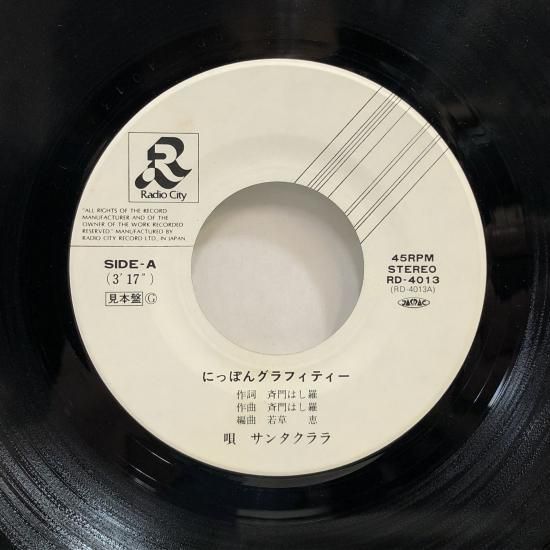 R
Radio City
"ALL RIGHTS OF THE RECORD
MANUFACTURER AND OF THE
OWNER OF THE WORK RECORDED
RESERVED." MANUFACTURED BY
RADIO CITY RECORD LTD., IN JAPAN
SIDE-A
(3′17″)
見本盤 Ⓖ
45RPM
STEREO
RD-4013
(RD-4013A)
JASRAC
にっぽんグラフィティー
作詞 斉門はし羅
作曲 斉門はし羅
編曲 若草 恵
唄 サンタクララ